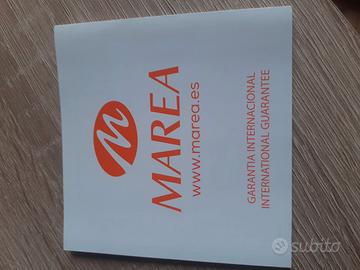 MAREA
www.marea.es
GARANTIA INTERNACIONAL
INTERNATIONAL GUARANTEE
subito